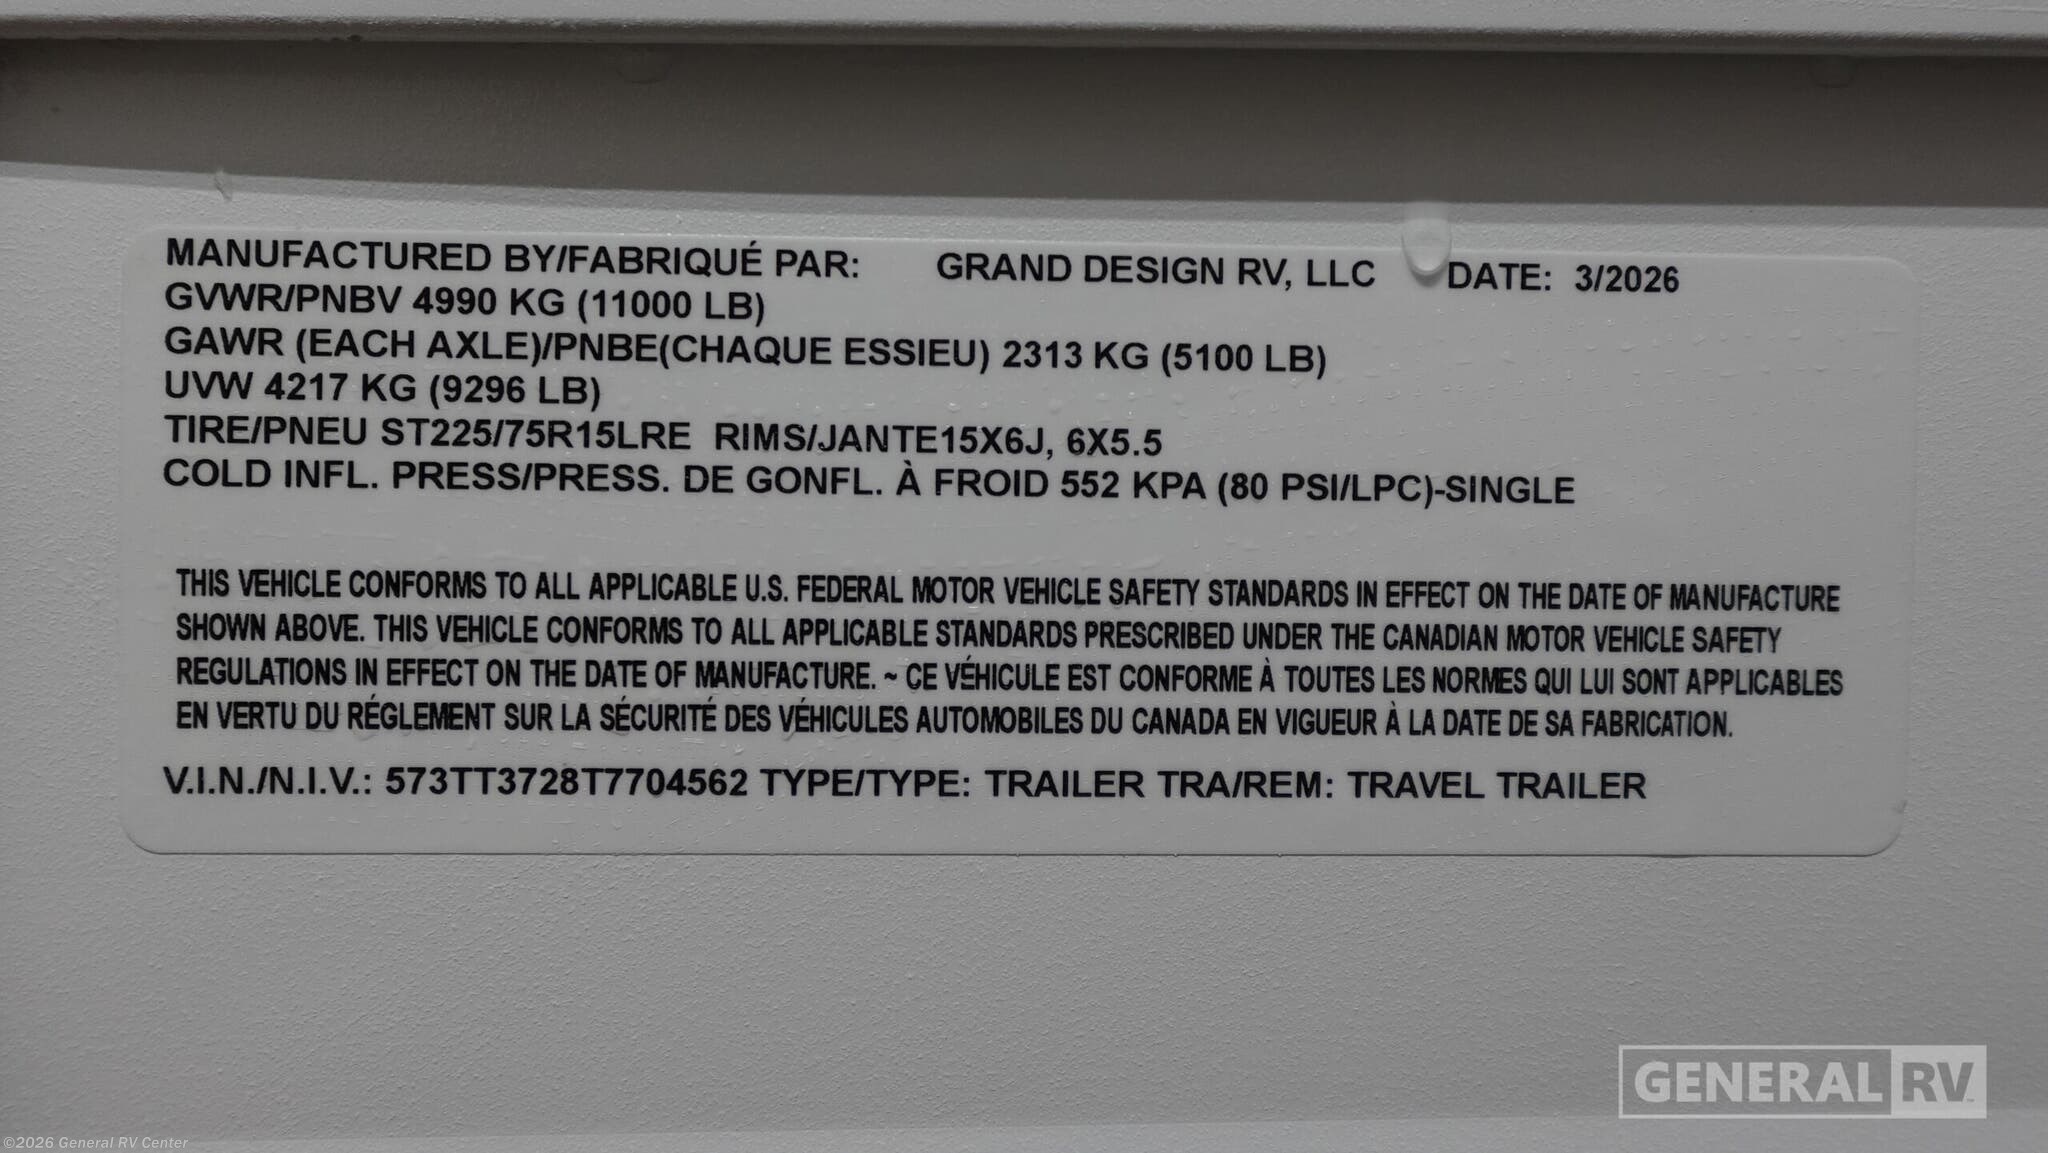 MANUFACTURED BY/FABRIQUÉ PAR: GRAND DESIGN RV, LLC DATE: 3/2026
GVWR/PNBV 4990 KG (11000 LB)
GAWR (EACH AXLE)/PNBE(CHAQUE ESSIEU) 2313 KG (5100 LB)
UVW 4217 KG (9296 LB)
TIRE/PNEU ST225/75R15LRE RIMS/JANTE15X6J, 6X5.5
COLD INFL. PRESS/PRESS. DE GONFL. À FROID 552 KPA (80 PSI/LPC)-SINGLE
THIS VEHICLE CONFORMS TO ALL APPLICABLE U.S. FEDERAL MOTOR VEHICLE SAFETY STANDARDS IN EFFECT ON THE DATE OF MANUFACTURE
SHOWN ABOVE. THIS VEHICLE CONFORMS TO ALL APPLICABLE STANDARDS PRESCRIBED UNDER THE CANADIAN MOTOR VEHICLE SAFETY
REGULATIONS IN EFFECT ON THE DATE OF MANUFACTURE. ~ CE VÉHICULE EST CONFORME À TOUTES LES NORMES QUI LUI SONT APPLICABLES
EN VERTU DU RÉGLEMENT SUR LA SÉCURITÉ DES VÉHICULES AUTOMOBILES DU CANADA EN VIGUEUR À LA DATE DE SA FABRICATION.
V.I.N./N.I.V.: 573TT3728T7704562 TYPE/TYPE: TRAILER TRA/REM: TRAVEL TRAILER
GENERAL RV
©2026 General RV Center